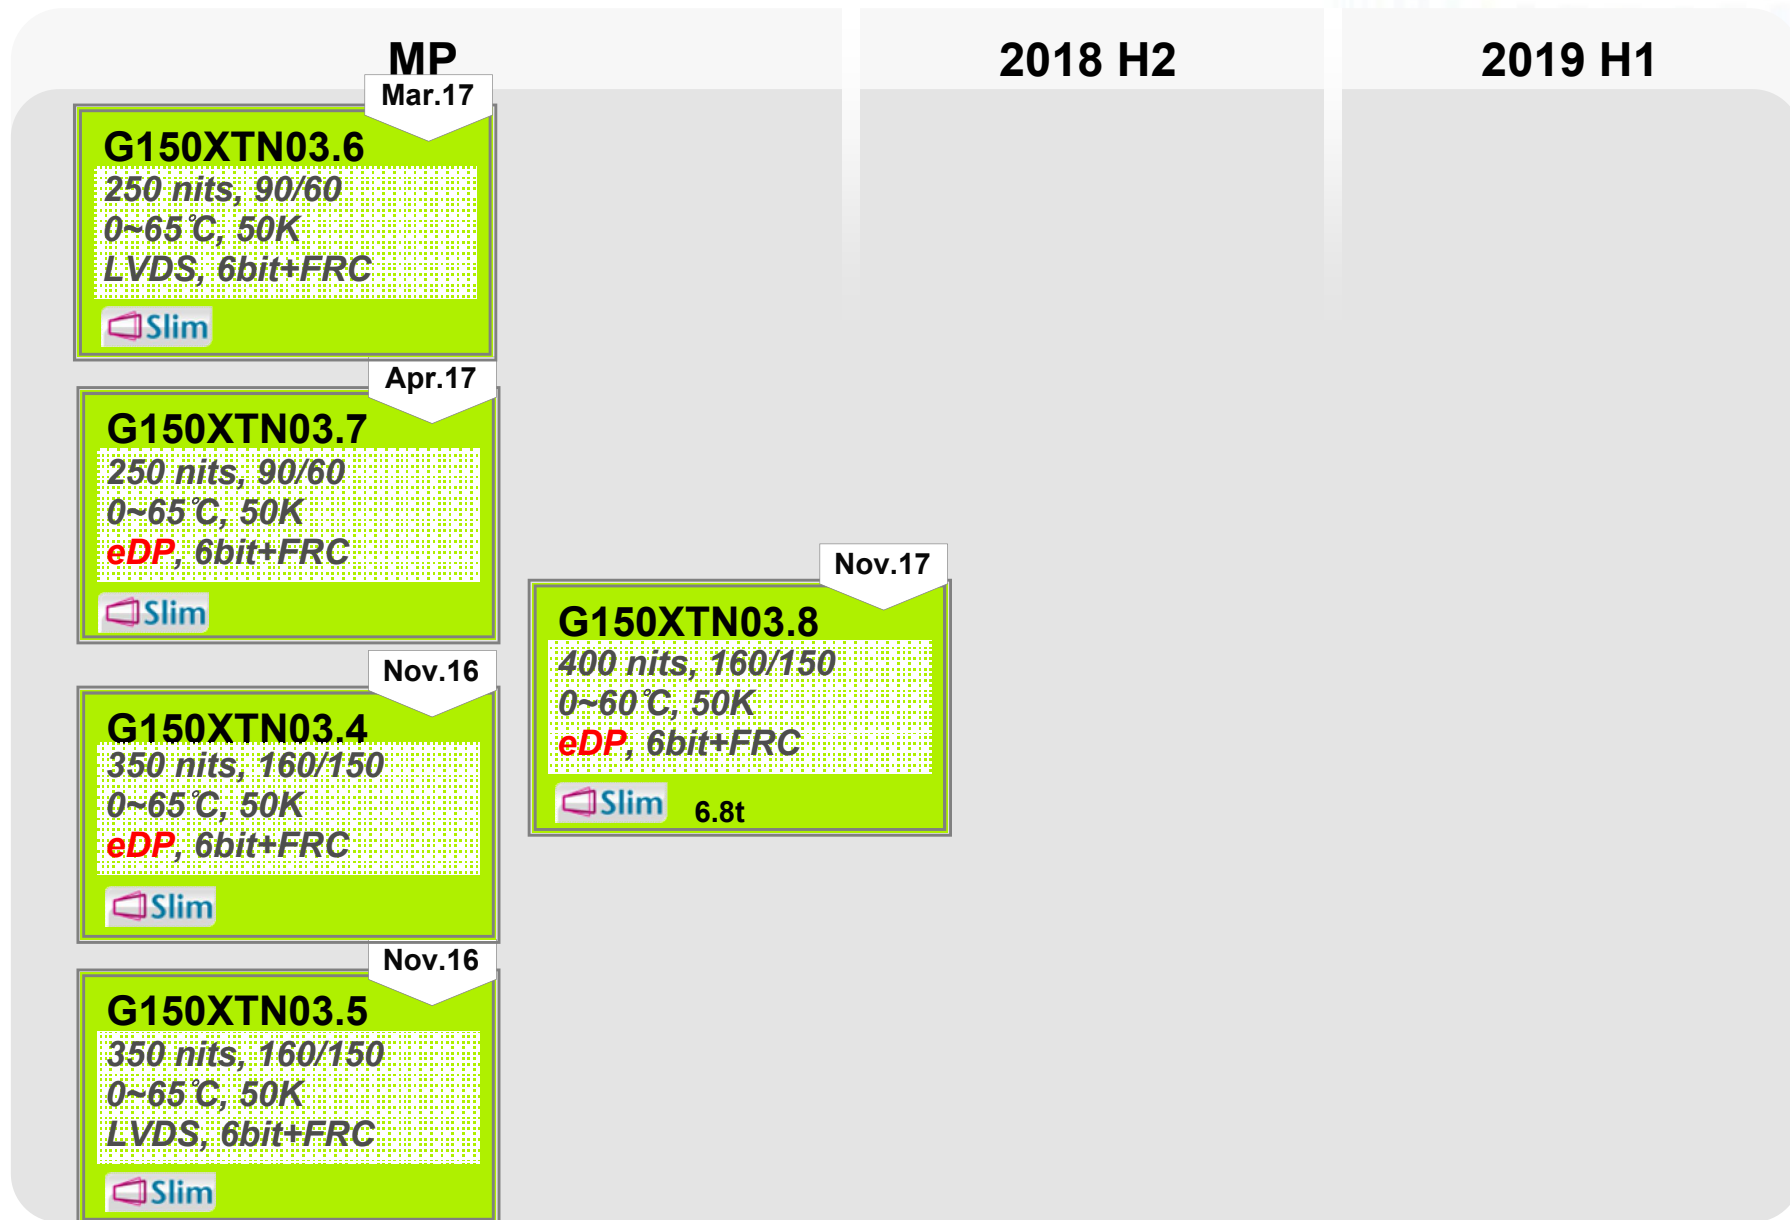 MP
2018 H2
2019 H1
Mar.17
G150XTN03.6
250 nits, 90/60
0~65℃, 50K
LVDS, 6bit+FRC
Slim
Apr.17
G150XTN03.7
250 nits, 90/60
0~65℃, 50K
eDP, 6bit+FRC
Slim
Nov.16
G150XTN03.4
350 nits, 160/150
0~65℃, 50K
eDP, 6bit+FRC
Slim
Nov.16
G150XTN03.5
350 nits, 160/150
0~65℃, 50K
LVDS, 6bit+FRC
Slim
Nov.17
G150XTN03.8
400 nits, 160/150
0~60℃, 50K
eDP, 6bit+FRC
Slim 6.8t